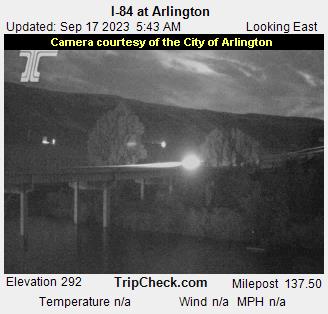 I-84 at Arlington
Updated: Sep 17 2023 5:43 AM Looking East
Camera courtesy of the City of Arlington
Elevation 292 TripCheck.com Milepost 137.50
Temperature n/a Wind n/a MPH n/a